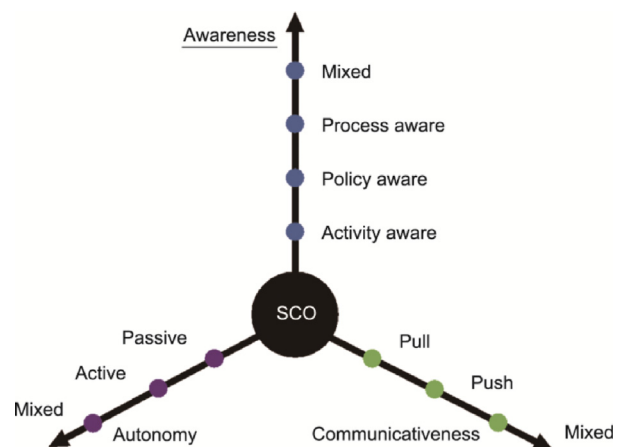 Awareness
Mixed
Process aware
Policy aware
Activity aware
SCO
Passive
Pull
Active
Push
Mixed
Autonomy
Communicativeness
Mixed